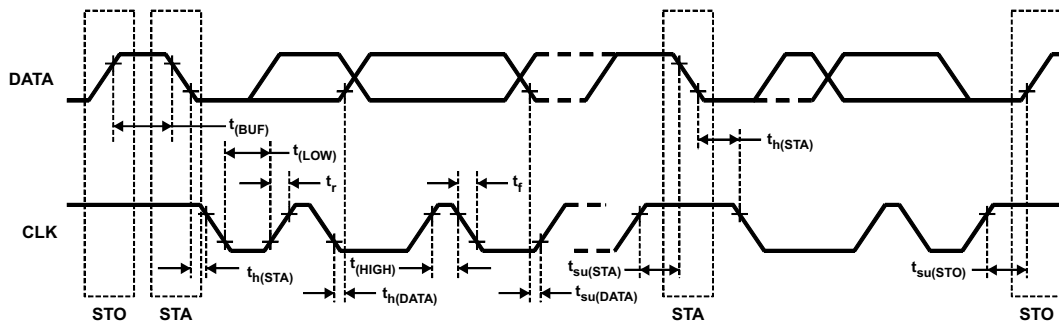 DATA
t(BUF)
t(LOW)
tr
tf
th(STA)
CLK
th(STA)
t(HIGH)
th(DATA)
tsu(DATA)
tsu(STA)
tsu(STO)
STO
STA
STA
STO